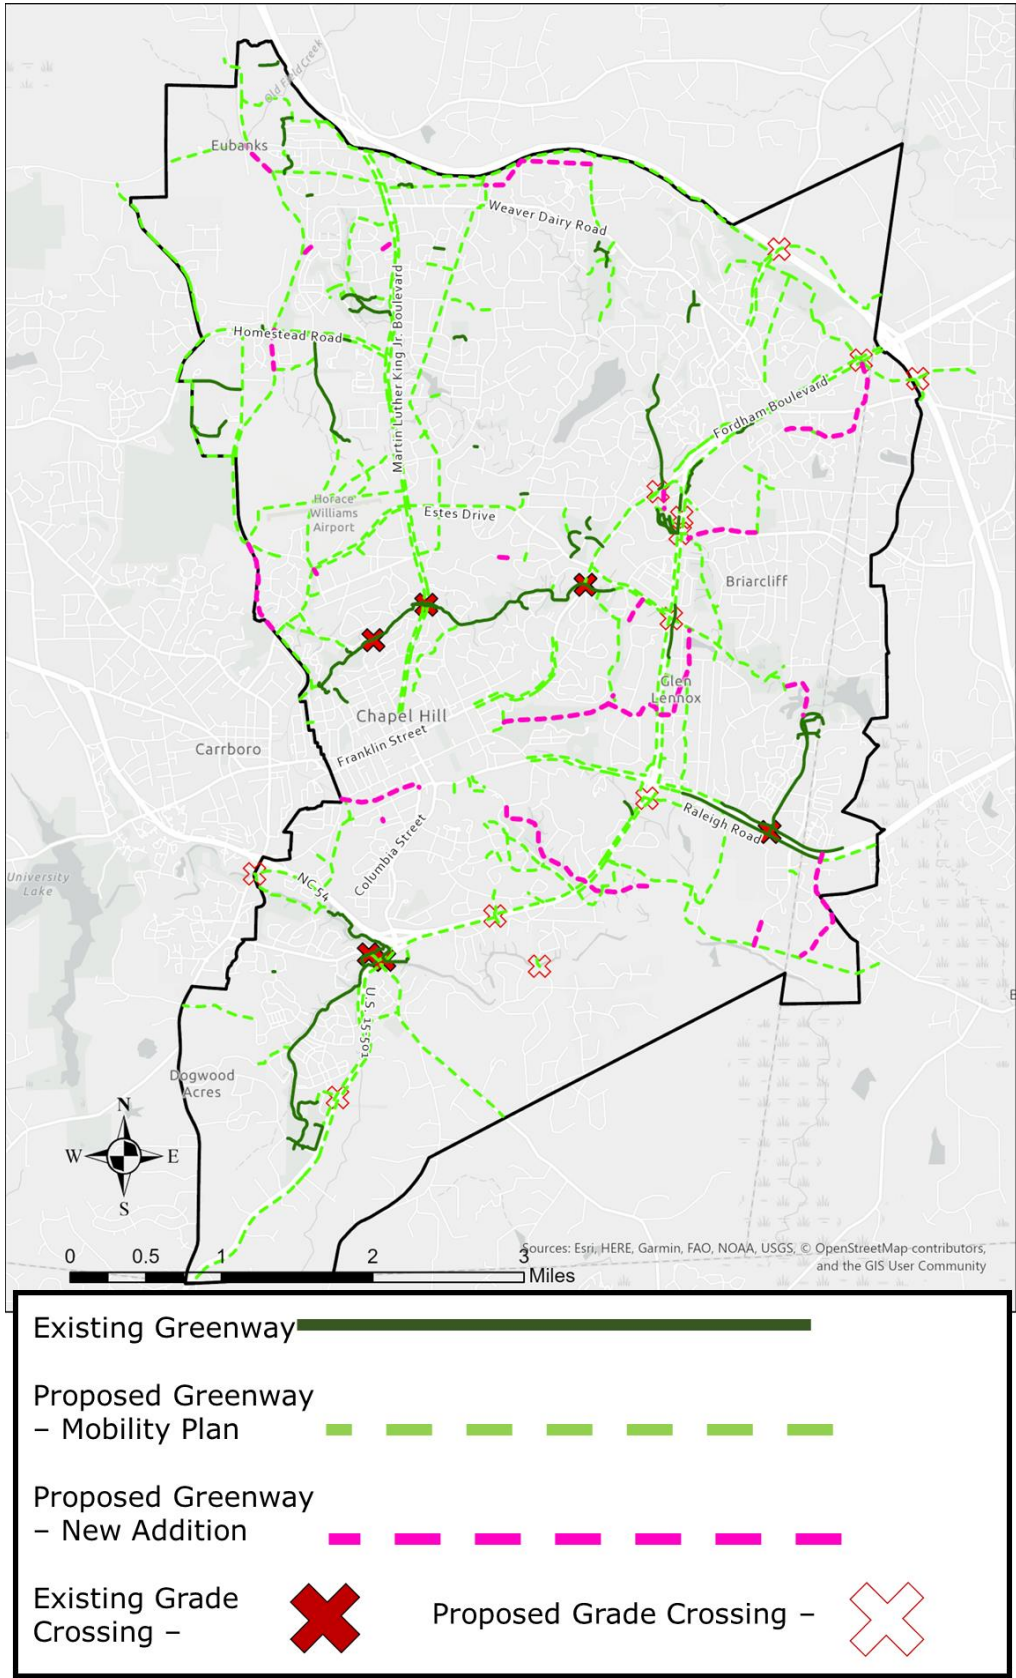 Old Field Creek
Eubanks
Weaver Dairy Road
Homestead Road
Martin Luther King Jr. Boulevard
Fordham Boulevard
Horace
Williams
Airport
Estes Drive
Briarcliff
Glen
Lennox
Chapel Hill
Franklin Street
Carrboro
Raleigh Road
Columbia Street
University
Lake
NC 54
U.S. 15-501
Dogwood
Acres
N
W E
S
0 0.5 1 2 3
Miles
Sources: Esri, HERE, Garmin, FAO, NOAA, USGS, © OpenStreetMap contributors,
and the GIS User Community
Existing Greenway
Proposed Greenway
– Mobility Plan
Proposed Greenway
– New Addition
Existing Grade
Crossing –
Proposed Grade Crossing –